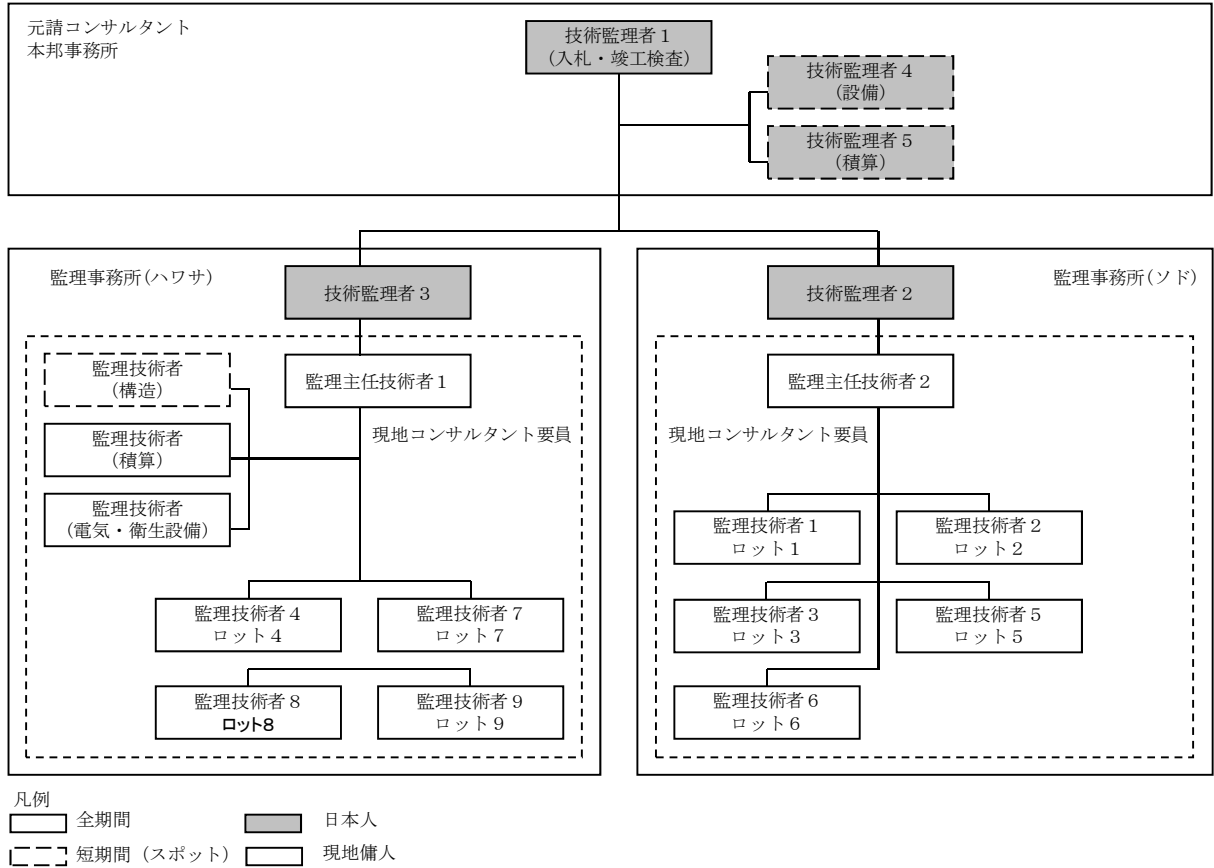 元請コンサルタント
本邦事務所
技術監理者１
(入札・竣工検査)
技術監理者４
(設備)
技術監理者５
(積算)
監理事務所(ハワサ)
技術監理者３
監理主任技術者１
監理技術者
(構造)
監理技術者
(積算)
監理技術者
(電気・衛生設備)
現地コンサルタント要員
監理技術者４
ロット４
監理技術者７
ロット７
監理技術者８
ロット8
監理技術者９
ロット９
監理事務所(ソド)
技術監理者２
監理主任技術者２
現地コンサルタント要員
監理技術者１
ロット１
監理技術者２
ロット２
監理技術者３
ロット３
監理技術者５
ロット５
監理技術者６
ロット６
凡例
全期間
日本人
短期間（スポット）
現地傭人